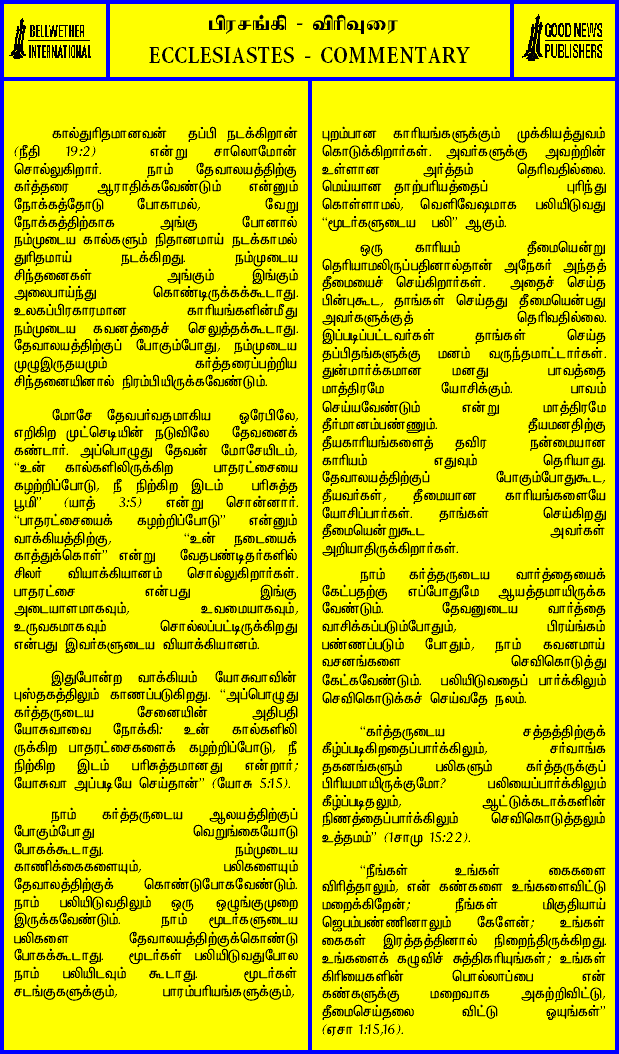 BELLWETHER
INTERNATIONAL
பிரசங்கி - விரிவுரை
ECCLESIASTES - COMMENTARY
GOOD NEWS
PUBLISHERS
கால்துரிதமானவன் தப்பி நடக்கிறான்
(நீதி 19:2) என்று சாலொமோன்
சொல்லுகிறார். நாம் தேவாலயத்திற்கு
கர்த்தரை ஆராதிக்கவேண்டும் என்னும்
நோக்கத்தோடு போகாமல், வேறு
நோக்கத்திற்காக அங்கு போனால்
நம்முடைய கால்களும் நிதானமாய் நடக்காமல்
துரிதமாய் நடக்கிறது. நம்முடைய
சிந்தனைகள் அங்கும் இங்கும்
அலைபாய்ந்து கொண்டிருக்கக்கூடாது.
உலகப்பிரகாரமான காரியங்களின்மீது
நம்முடைய கவனத்தைச் செலுத்தக்கூடாது.
தேவாலயத்திற்குப் போகும்போது, நம்முடைய
முழுஇருதயமும் கர்த்தரைப்பற்றிய
சிந்தனையினால் நிரம்பியிருக்கவேண்டும்.
மோசே தேவபர்வதமாகிய ஓரேபிலே,
எறிகிற முட்செடியின் நடுவிலே தேவனைக்
கண்டார். அப்பொழுது தேவன் மோசேயிடம்,
"உன் கால்களிலிருக்கிற பாதரட்சையை
கழற்றிப்போடு, நீ நிற்கிற இடம் பரிசுத்த
பூமி" (யாத் 3:5) என்று சொன்னார்.
"பாதரட்சையைக் கழற்றிப்போடு" என்னும்
வாக்கியத்திற்கு, "உன் நடையைக்
காத்துக்கொள்" என்று வேதபண்டிதர்களில்
சிலர் வியாக்கியானம் சொல்லுகிறார்கள்.
பாதரட்சை என்பது இங்கு
அடையாளமாகவும், உவமையாகவும்,
உருவகமாகவும் சொல்லப்பட்டிருக்கிறது
என்பது இவர்களுடைய வியாக்கியானம்.
இதுபோன்ற வாக்கியம் யோசுவாவின்
புஸ்தகத்திலும் காணப்படுகிறது. "அப்பொழுது
கர்த்தருடைய சேனையின் அதிபதி
யோசுவாவை நோக்கி: உன் கால்களிலி
ருக்கிற பாதரட்சைகளைக் கழற்றிப்போடு, நீ
நிற்கிற இடம் பரிசுத்தமானது என்றார்;
யோசுவா அப்படியே செய்தான்" (யோசு 5:15).
நாம் கர்த்தருடைய ஆலயத்திற்குப்
போகும்போது வெறுங்கையோடு
போகக்கூடாது. நம்முடைய
காணிக்கைகளையும், பலிகளையும்
தேவாலத்திற்குக் கொண்டுபோகவேண்டும்.
நாம் பலியிடுவதிலும் ஒரு ஒழுங்குமுறை
இருக்கவேண்டும். நாம் மூடர்களுடைய
பலிகளை தேவாலயத்திற்குக்கொண்டு
போகக்கூடாது. மூடர்கள் பலியிடுவதுபோல
நாம் பலியிடவும் கூடாது. மூடர்கள்
சடங்குகளுக்கும், பாரம்பரியங்களுக்கும்,
புறம்பான காரியங்களுக்கும் முக்கியத்துவம்
கொடுக்கிறார்கள். அவர்களுக்கு அவற்றின்
உள்ளான அர்த்தம் தெரிவதில்லை.
மெய்யான தாற்பரியத்தைப் புரிந்து
கொள்ளாமல், வெளிவேஷமாக பலியிடுவது
"மூடர்களுடைய பலி" ஆகும்.
ஒரு காரியம் தீமையென்று
தெரியாமலிருப்பதினால்தான் அநேகர் அந்தத்
தீமையைச் செய்கிறார்கள். அதைச் செய்த
பின்புகூட, தாங்கள் செய்தது தீமையென்பது
அவர்களுக்குத் தெரிவதில்லை.
இப்படிப்பட்டவர்கள் தாங்கள் செய்த
தப்பிதங்களுக்கு மனம் வருந்தமாட்டார்கள்.
துன்மார்க்கமான மனது பாவத்தை
மாத்திரமே யோசிக்கும். பாவம்
செய்யவேண்டும் என்று மாத்திரமே
தீர்மானம்பண்ணும். தீயமனதிற்கு
தீயகாரியங்களைத் தவிர நன்மையான
காரியம் எதுவும் தெரியாது.
தேவாலயத்திற்குப் போகும்போதுகூட,
தீயவர்கள், தீமையான காரியங்களையே
யோசிப்பார்கள். தாங்கள் செய்கிறது
தீமையென்றுகூட அவர்கள்
அறியாதிருக்கிறார்கள்.
நாம் கர்த்தருடைய வார்த்தையைக்
கேட்பதற்கு எப்போதுமே ஆயத்தமாயிருக்க
வேண்டும். தேவனுடைய வார்த்தை
வாசிக்கப்படும்போதும், பிரயங்கம்
பண்ணப்படும் போதும், நாம் கவனமாய்
வசனங்களை செவிகொடுத்து
கேட்கவேண்டும். பலியிடுவதைப் பார்க்கிலும்
செவிகொடுக்கச் செய்வதே நலம்.
"கர்த்தருடைய சத்தத்திற்குக்
கீழ்ப்படிகிறதைப்பார்க்கிலும், சர்வாங்க
தகனங்களும் பலிகளும் கர்த்தருக்குப்
பிரியமாயிருக்குமோ? பலியைப்பார்க்கிலும்
கீழ்ப்படிதலும், ஆட்டுக்கடாக்களின்
நிணத்தைப்பார்க்கிலும் செவிகொடுத்தலும்
உத்தமம்" (1சாமு 15:22).
"நீங்கள் உங்கள் கைகளை
விரித்தாலும், என் கண்களை உங்களைவிட்டு
மறைக்கிறேன்; நீங்கள் மிகுதியாய்
ஜெபம்பண்ணினாலும் கேளேன்; உங்கள்
கைகள் இரத்தத்தினால் நிறைந்திருக்கிறது.
உங்களைக் கழுவிச் சுத்திகரியுங்கள்; உங்கள்
கிரியைகளின் பொல்லாப்பை என்
கண்களுக்கு மறைவாக அகற்றிவிட்டு,
தீமைசெய்தலை விட்டு ஓயுங்கள்"
(ஏசா 1:15,16).